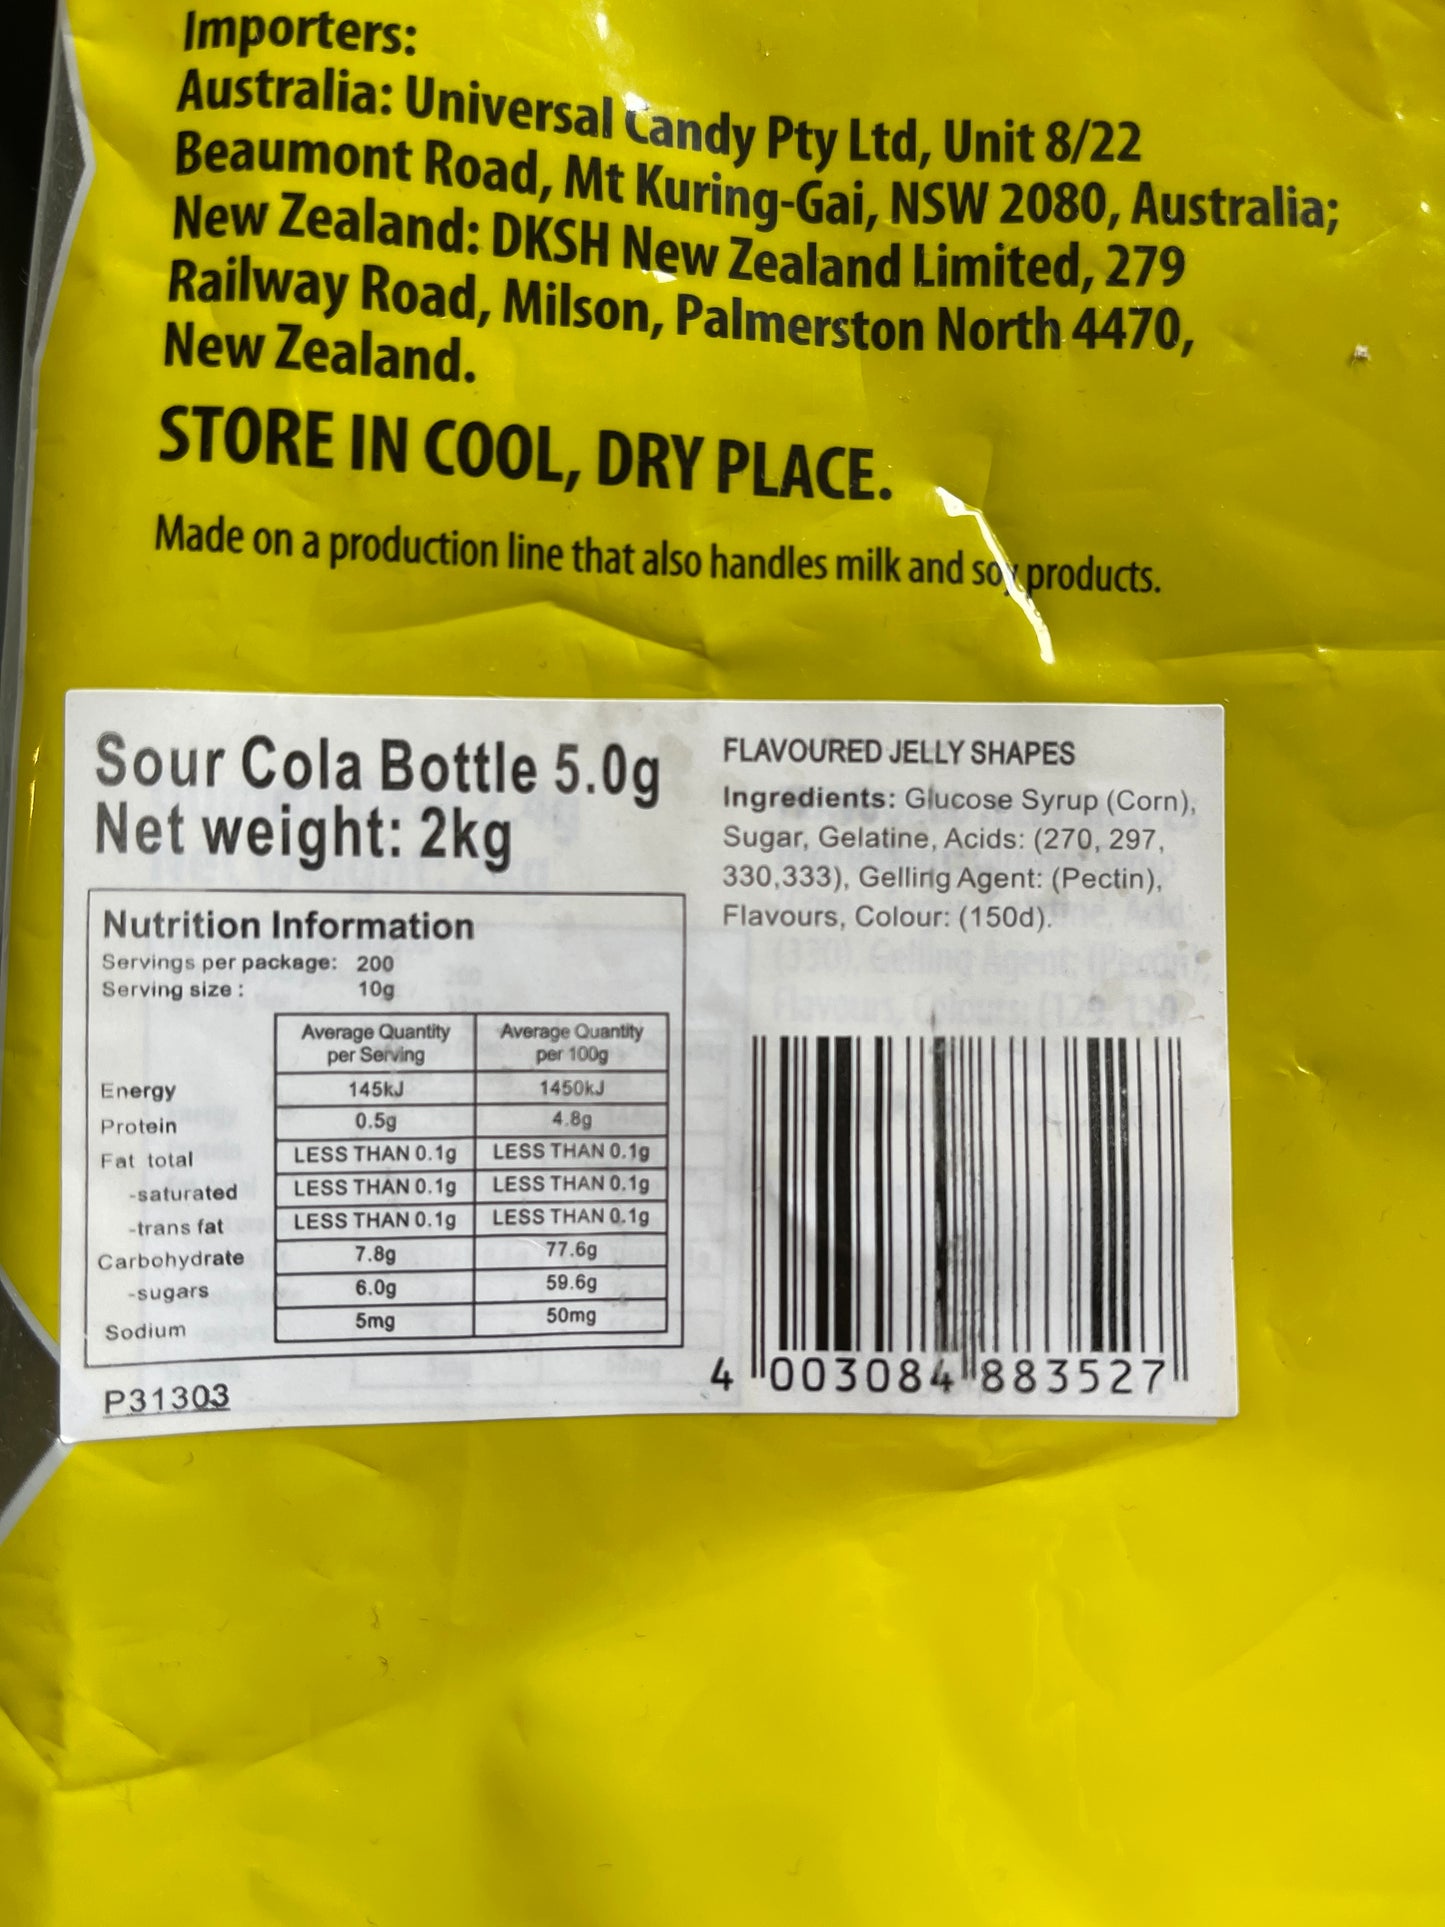 Importers:
Australia: Universal Candy Pty Ltd, Unit 8/22
Beaumont Road, Mt Kuring-Gai, NSW 2080, Australia;
New Zealand: DKSH New Zealand Limited, 279
Railway Road, Milson, Palmerston North 4470,
New Zealand.
STORE IN COOL, DRY PLACE.
Made on a production line that also handles milk and soy products.
Sour Cola Bottle 5.0g
Net weight: 2kg
Nutrition Information
Servings per package: 200
Serving size : 10g
Average Quantity per Serving Average Quantity per 100g
Energy 145kJ 1450kJ
Protein 0.5g 4.8g
Fat total LESS THAN 0.1g LESS THAN 0.1g
-saturated LESS THAN 0.1g LESS THAN 0.1g
-trans fat LESS THAN 0.1g LESS THAN 0.1g
Carbohydrate 7.8g 77.6g
-sugars 6.0g 59.6g
Sodium 5mg 50mg
P31303
FLAVOURED JELLY SHAPES
Ingredients: Glucose Syrup (Corn),
Sugar, Gelatine, Acids: (270, 297,
330,333), Gelling Agent: (Pectin),
Flavours, Colour: (150d).
4 003084 883527